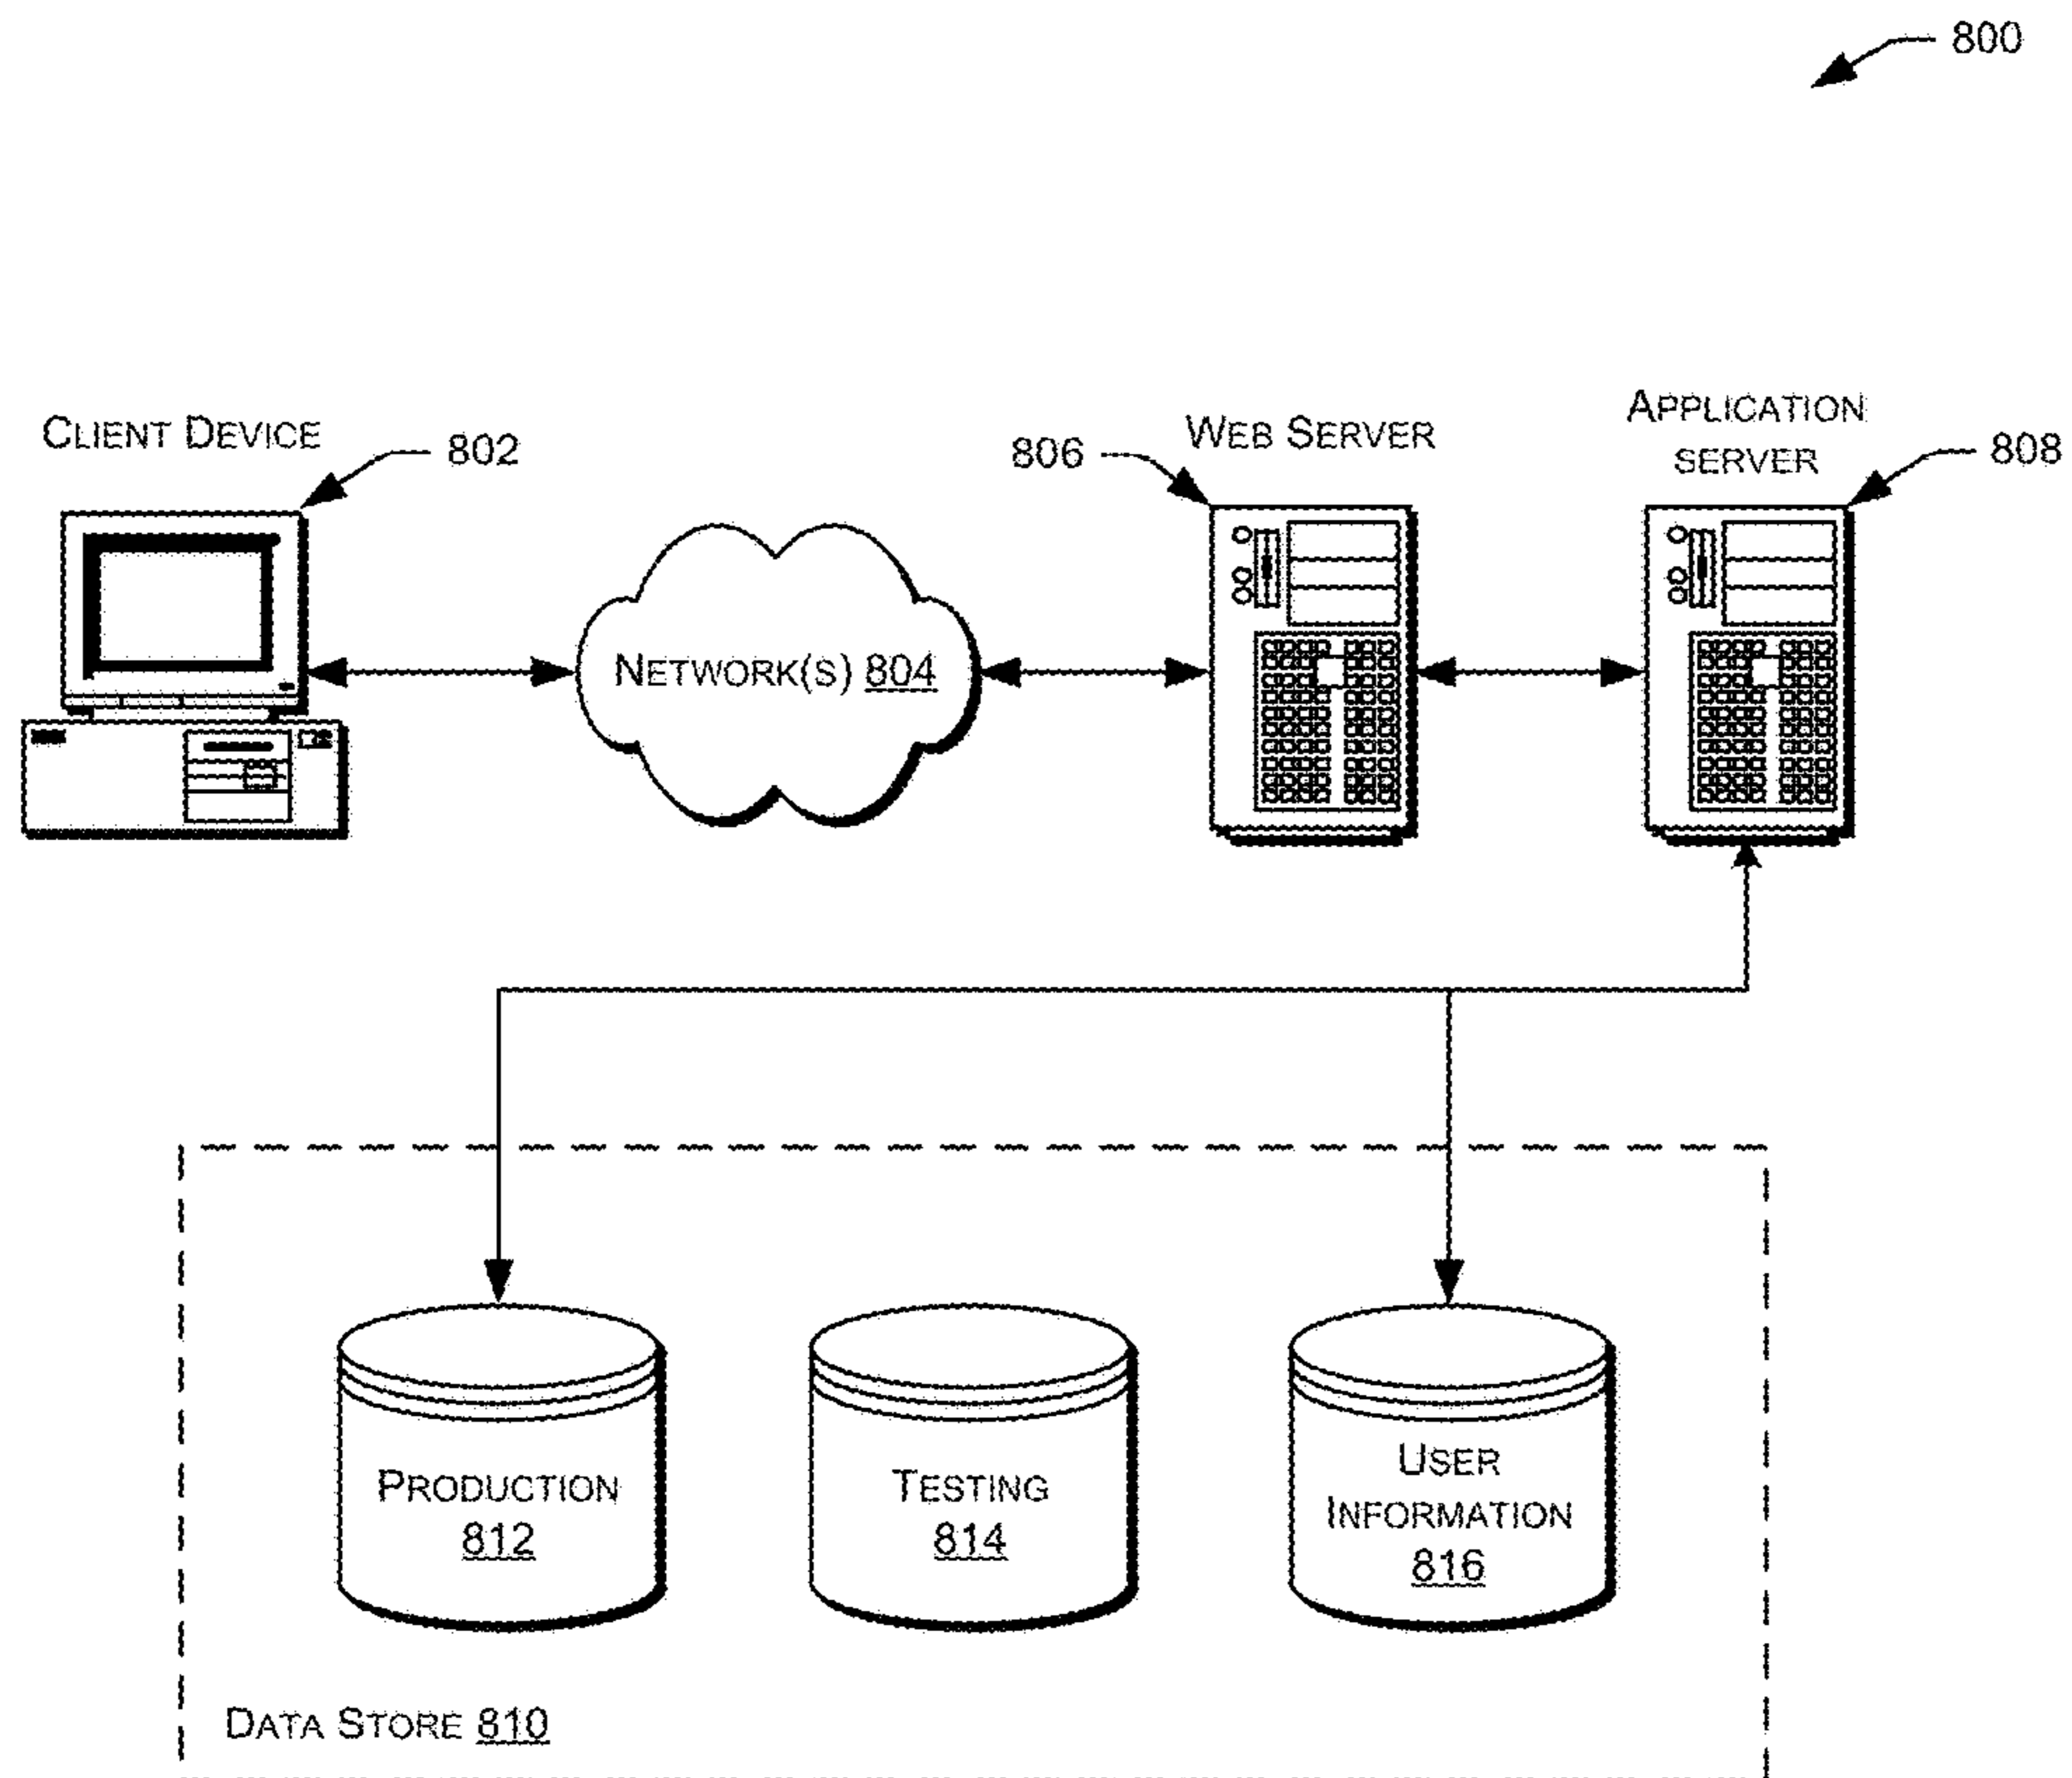 800
CLIENT DEVICE
802
806
WEB SERVER
APPLICATION
SERVER
808
NETWORK(S) 804
PRODUCTION
812
TESTING
814
USER
INFORMATION
816
DATA STORE 810